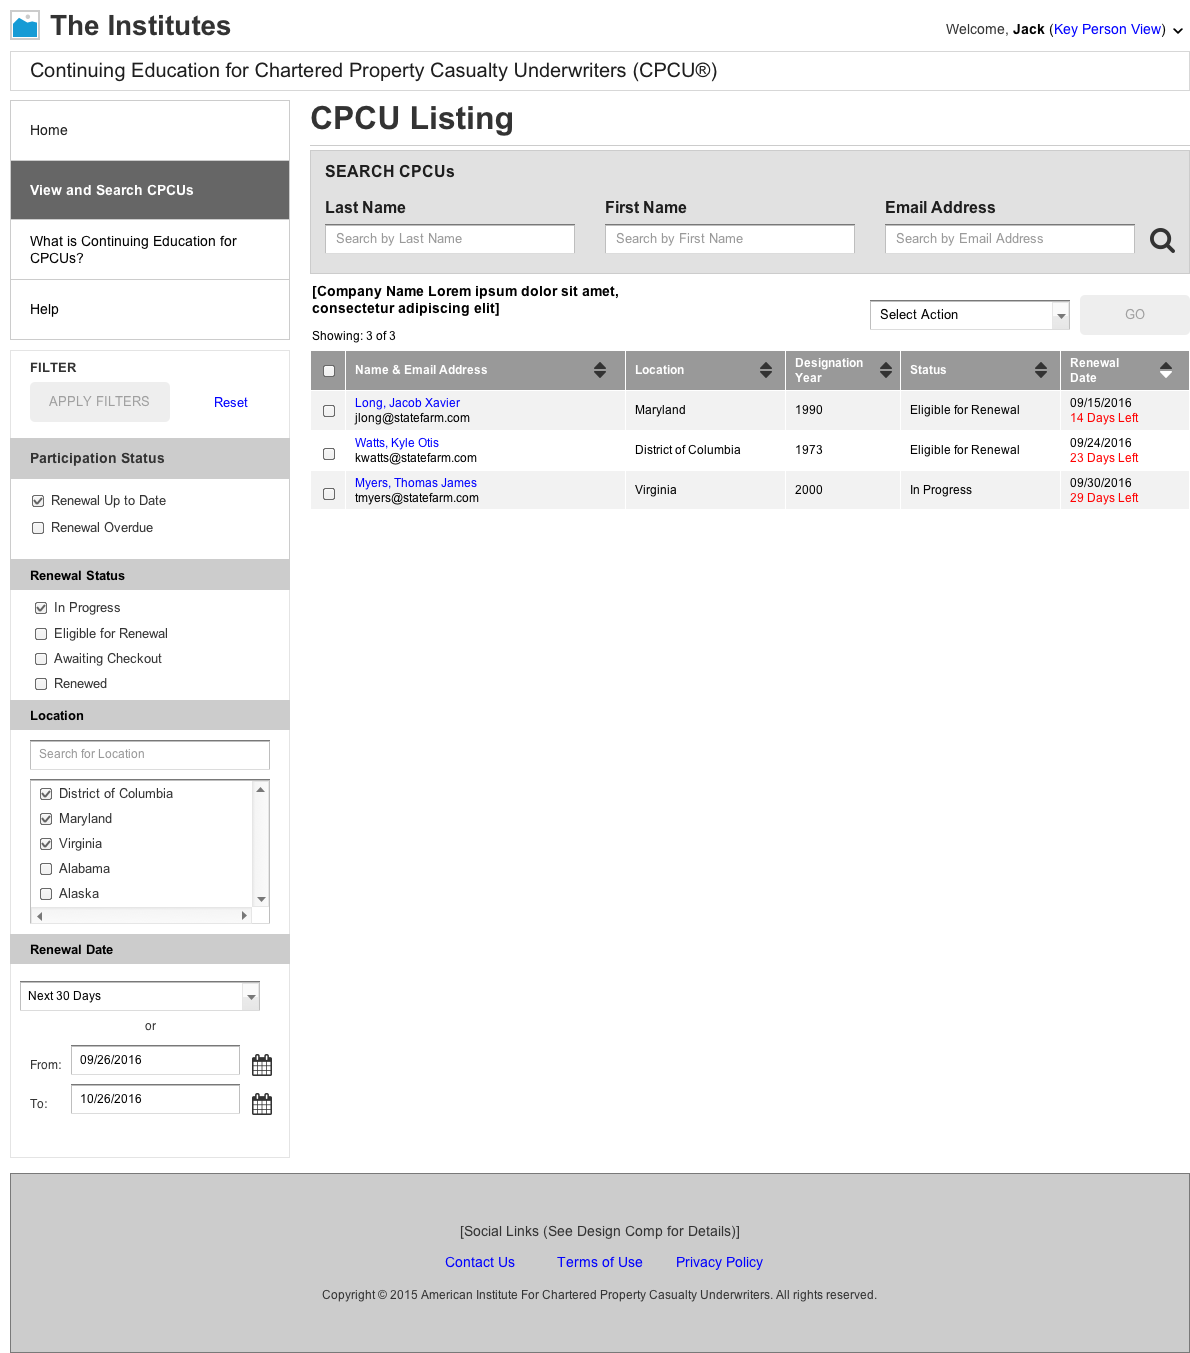 The Institutes
Welcome, Jack (Key Person View)
Continuing Education for Chartered Property Casualty Underwriters (CPCU®)
Home
View and Search CPCUs
What is Continuing Education for
CPCUs?
Help
FILTER
APPLY FILTERS Reset
Participation Status
Renewal Up to Date
Renewal Overdue
Renewal Status
In Progress
Eligible for Renewal
Awaiting Checkout
Renewed
Location
Search for Location
District of Columbia
Maryland
Virginia
Alabama
Alaska
Renewal Date
Next 30 Days
or
From: 09/26/2016
To: 10/26/2016
CPCU Listing
SEARCH CPCUs
Last Name First Name Email Address
Search by Last Name Search by First Name Search by Email Address
[Company Name Lorem ipsum dolor sit amet,
consectetur adipiscing elit]
Showing: 3 of 3
Select Action GO
Name & Email Address Location Designation Year Status Renewal Date
Long, Jacob Xavier
jlong@statefarm.com Maryland 1990 Eligible for Renewal 09/15/2016
14 Days Left
Watts, Kyle Otis
kwatts@statefarm.com District of Columbia 1973 Eligible for Renewal 09/24/2016
23 Days Left
Myers, Thomas James
tmyers@statefarm.com Virginia 2000 In Progress 09/30/2016
29 Days Left
[Social Links (See Design Comp for Details)]
Contact Us Terms of Use Privacy Policy
Copyright © 2015 American Institute For Chartered Property Casualty Underwriters. All rights reserved.